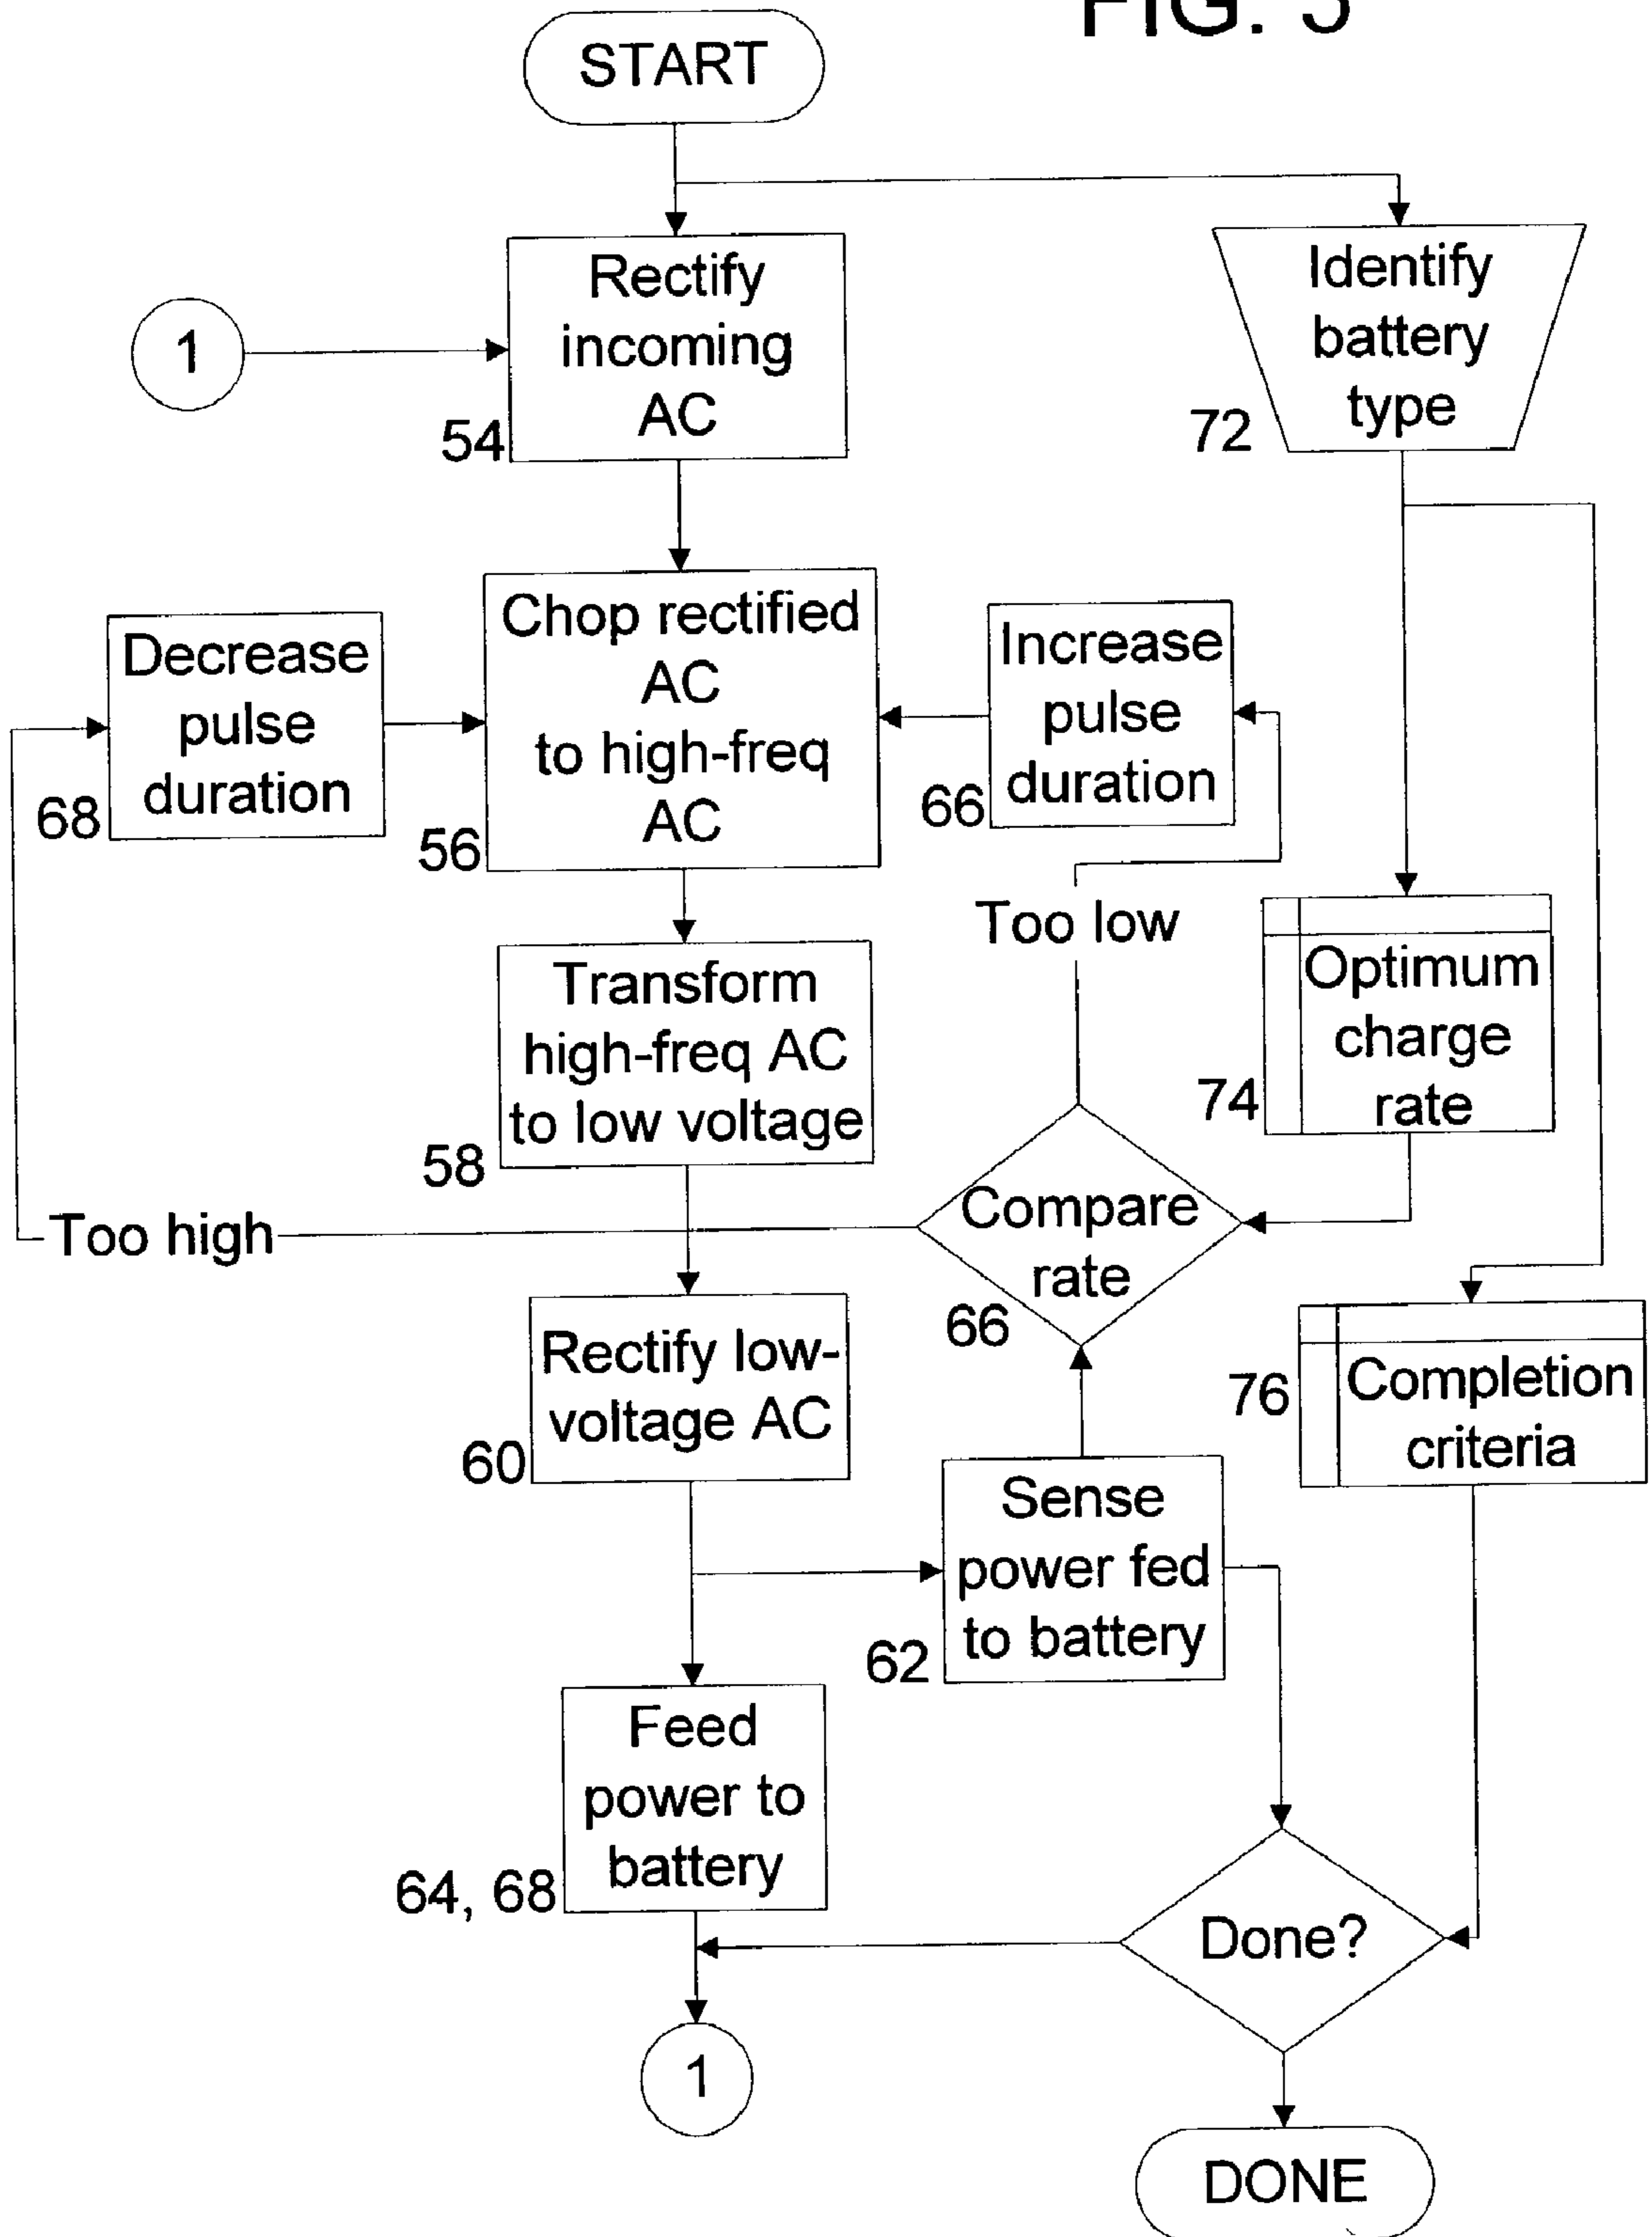 FIG. 5
START
Rectify
incoming
AC
54
1
Identify
battery
type
72
Decrease
pulse
duration
68
Chop rectified
AC
to high-freq
AC
56
Increase
pulse
duration
66
Too low
Transform
high-freq AC
to low voltage
58
Optimum
charge
rate
74
Too high
Compare
rate
66
Rectify low-
voltage AC
60
Completion
criteria
76
Sense
power fed
to battery
62
Feed
power to
battery
64, 68
Done?
1
DONE